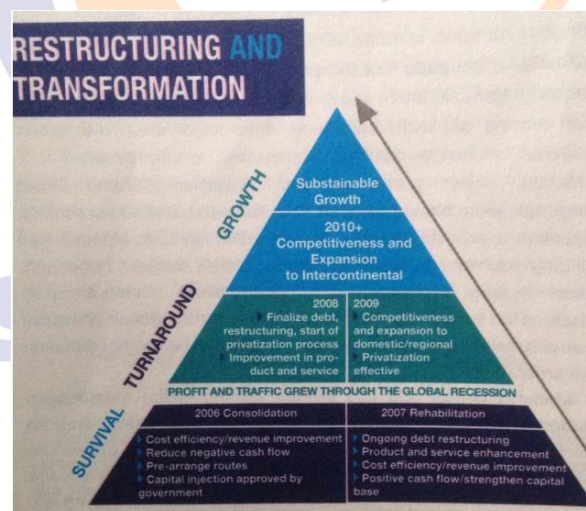 RESTRUCTURING AND
TRANSFORMATION
GROWTH
Substainable
Growth
2010+
Competitiveness and
Expansion
to Intercontinental
TURNAROUND
2008
Finalize debt,
restructuring, start of
privatization process
Improvement in pro-
duct and service
2009
Competitiveness
and expansion to
domestic/regional
Privatization
effective
PROFIT AND TRAFFIC GREW THROUGH THE GLOBAL RECESSION
SURVIVAL
2006 Consolidation
Cost efficiency/revenue improvement
Reduce negative cash flow
Pre-arrange routes
Capital injection approved by
government
2007 Rehabilitation
Ongoing debt restructuring
Product and service enhancement
Cost efficiency/revenue improvement
Positive cash flow/strengthen capital
base